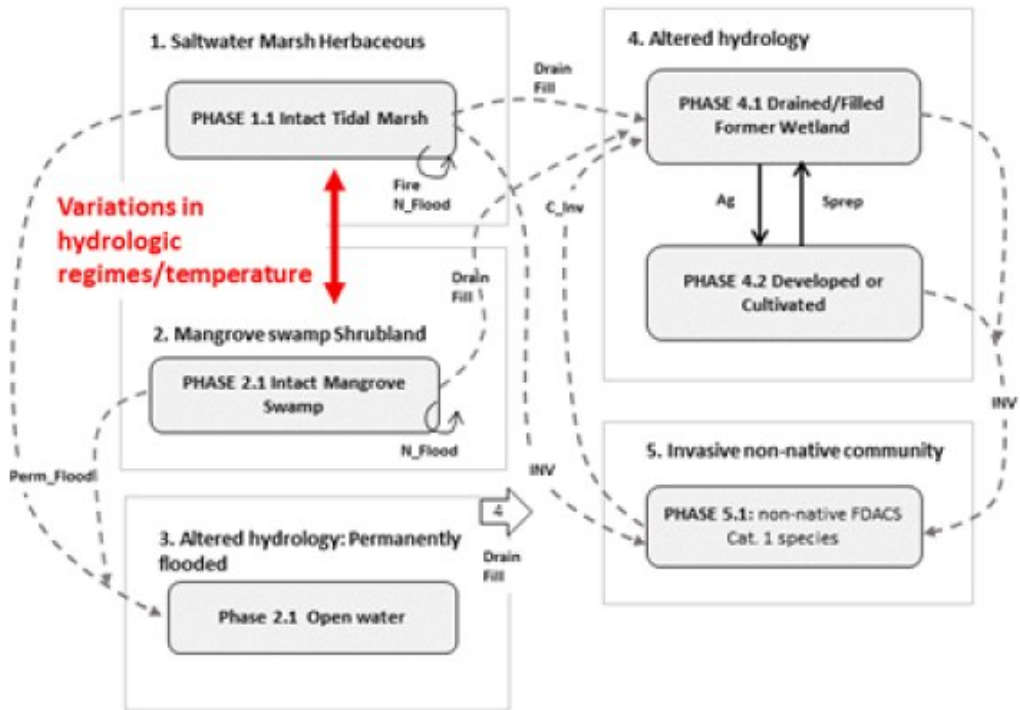 1. Saltwater Marsh Herbaceous
PHASE 1.1 Intact Tidal Marsh
Fire
N_Flood
Variations in
hydrologic
regimes/temperature
2. Mangrove swamp Shrubland
PHASE 2.1 Intact Mangrove
Swamp
N_Flood
Perm_Flood
3. Altered hydrology: Permanently
flooded
Phase 2.1 Open water
4
Drain
Fill
Drain
Fill
Drain
Fill
C_Inv
INV
4. Altered hydrology
PHASE 4.1 Drained/Filled
Former Wetland
Ag
Sprep
PHASE 4.2 Developed or
Cultivated
INV
5. Invasive non-native community
PHASE 5.1: non-native FDACS
Cat. 1 species